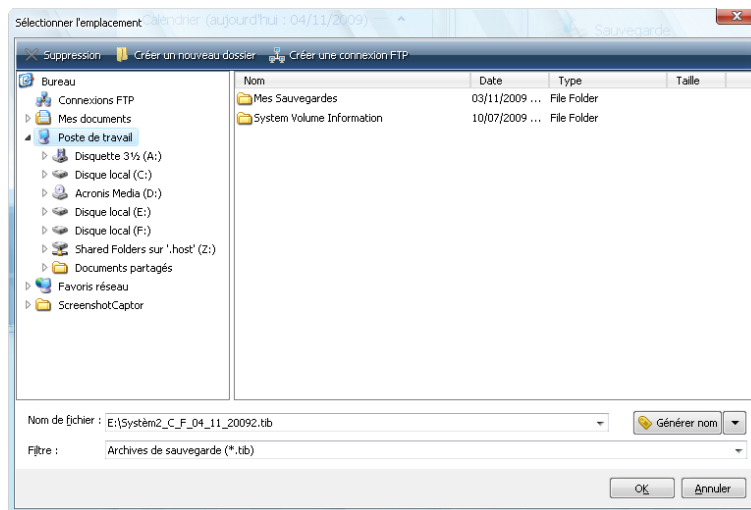 Sélectionner l'emplacement
Calendrier (aujourd'hui : 04/11/2009)
Sauvegarde
Suppression Créer un nouveau dossier Créer une connexion FTP
Bureau
Connexions FTP
Mes documents
Poste de travail
Disquette 3½ (A:)
Disque local (C:)
Acronis Media (D:)
Disque local (E:)
Disque local (F:)
Shared Folders sur '.host' (Z:)
Documents partagés
Favoris réseau
ScreenshotCaptor
Nom Date Type Taille
Mes Sauvegardes 03/11/2009 ... File Folder
System Volume Information 10/07/2009 ... File Folder
Nom de fichier : E:\Systèm2_C_F_04_11_20092.tib Générer nom
Filtre : Archives de sauvegarde (*.tib)
OK Annuler